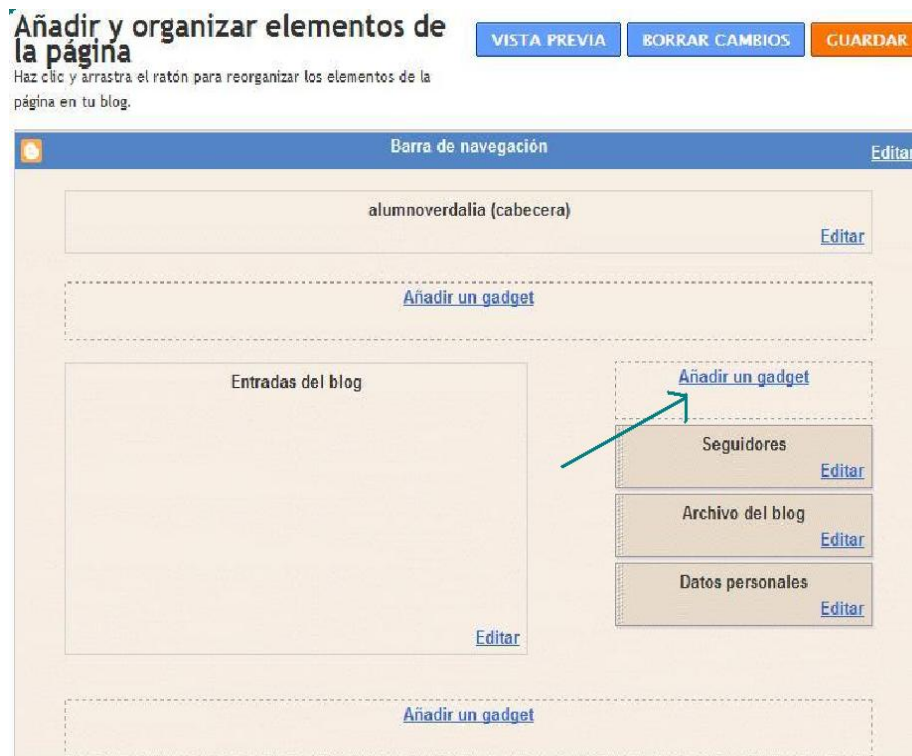 Añadir y organizar elementos de
la página
VISTA PREVIA
BORRAR CAMBIOS
GUARDAR
Haz clic y arrastra el ratón para reorganizar los elementos de la
página en tu blog.
Barra de navegación
Editar
alumnoverdalia (cabecera)
Editar
Añadir un gadget
Entradas del blog
Editar
Añadir un gadget
Seguidores
Editar
Archivo del blog
Editar
Datos personales
Editar
Añadir un gadget